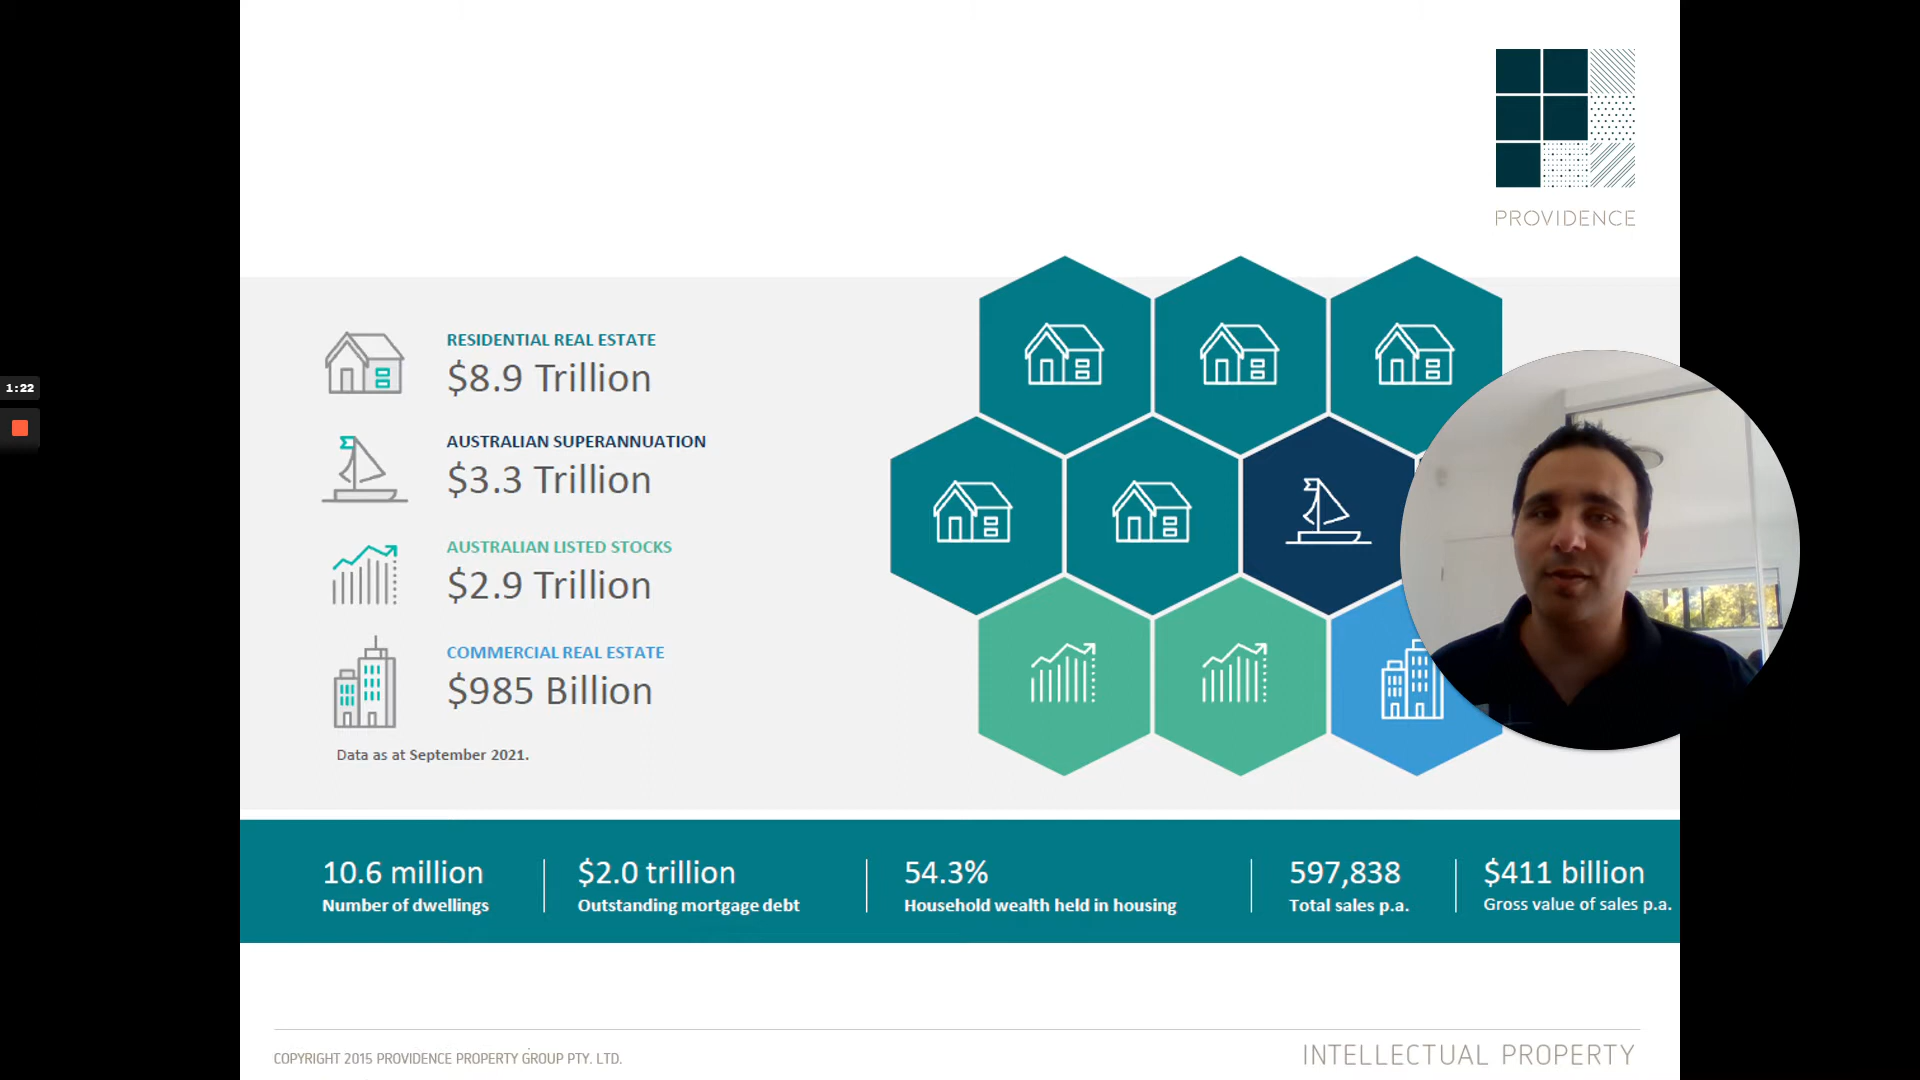 PROVIDENCE
RESIDENTIAL REAL ESTATE
$8.9 Trillion
1:22
AUSTRALIAN SUPERANNUATION
$3.3 Trillion
AUSTRALIAN LISTED STOCKS
$2.9 Trillion
COMMERCIAL REAL ESTATE
$985 Billion
Data as at September 2021.
10.6 million
Number of dwellings
$2.0 trillion
Outstanding mortgage debt
54.3%
Household wealth held in housing
597,838
Total sales p.a.
$411 billion
Gross value of sales p.a.
COPYRIGHT 2015 PROVIDENCE PROPERTY GROUP PTY. LTD.
INTELLECTUAL PROPERTY